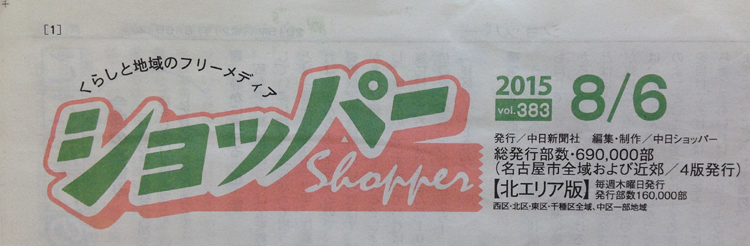 [1]
くらしと地域のフリーメディア
ショッパー
Shopper
2015
vol.383
8/6
発行/中日新聞社 編集・制作/中日ショッパー
総発行部数・690,000部
(名古屋市全域および近郊/4版発行)
【北エリア版】
毎週木曜日発行
発行部数160,000部
西区・北区・東区・千種区全域、中区一部地域